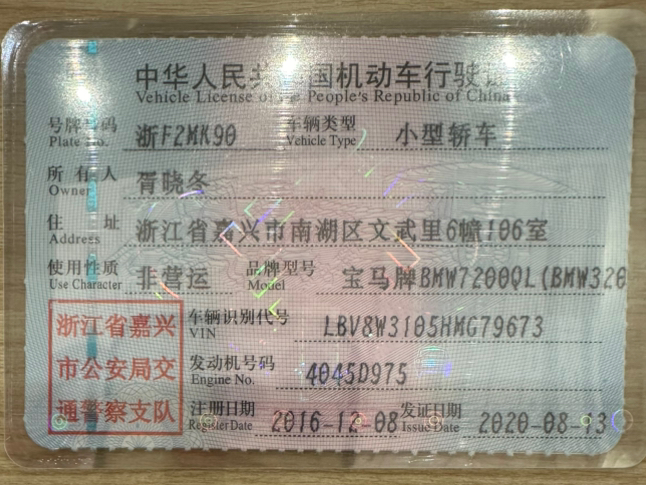 中华人民共 国机动车行驶
Vehicle License of the People's Republic of China
号牌号码 Plate No. 浙F2MK90 车辆类型 Vehicle Type 小型轿车
所有人 Owner 胥晓冬
住址 Address 浙江省嘉兴市南湖区文武里6幢106室
使用性质 Use Character 非营运 品牌型号 Model 宝马牌BMW7200QL(BMW320
浙江省嘉兴
市公安局交
通警察支队
车辆识别代号 VIN LBV8W3105HMG79673
发动机号码 Engine No. 4045D975
注册日期 Register Date 2016-12-08 发证日期 Issue Date 2020-08-13